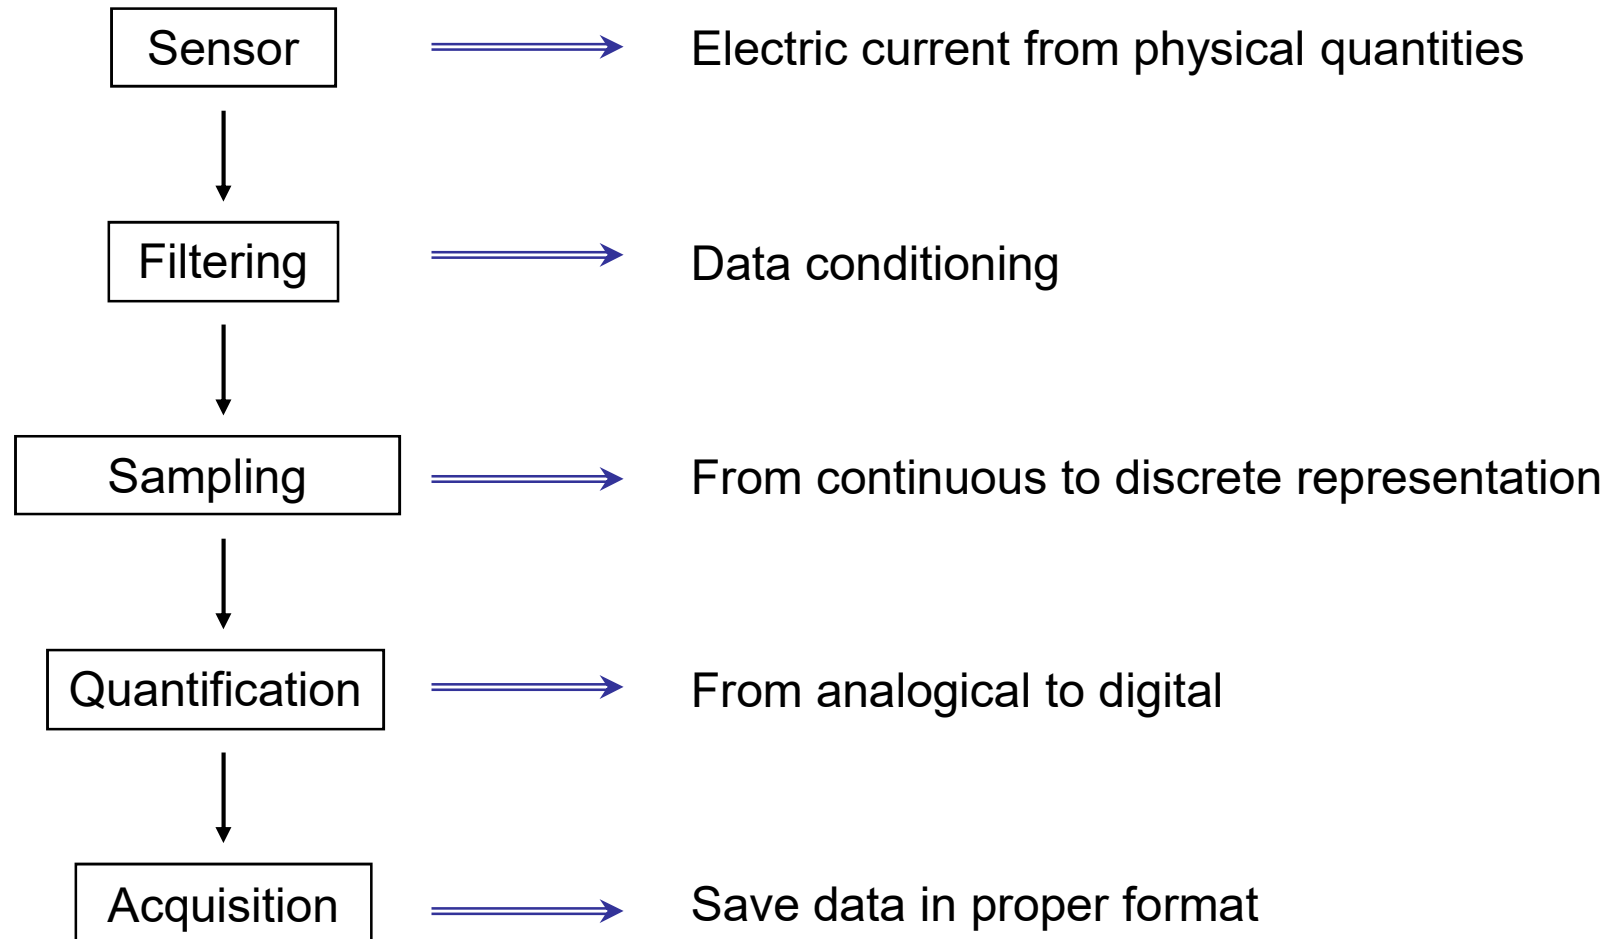 Sensor
Electric current from physical quantities
Filtering
Data conditioning
Sampling
From continuous to discrete representation
Quantification
From analogical to digital
Acquisition
Save data in proper format